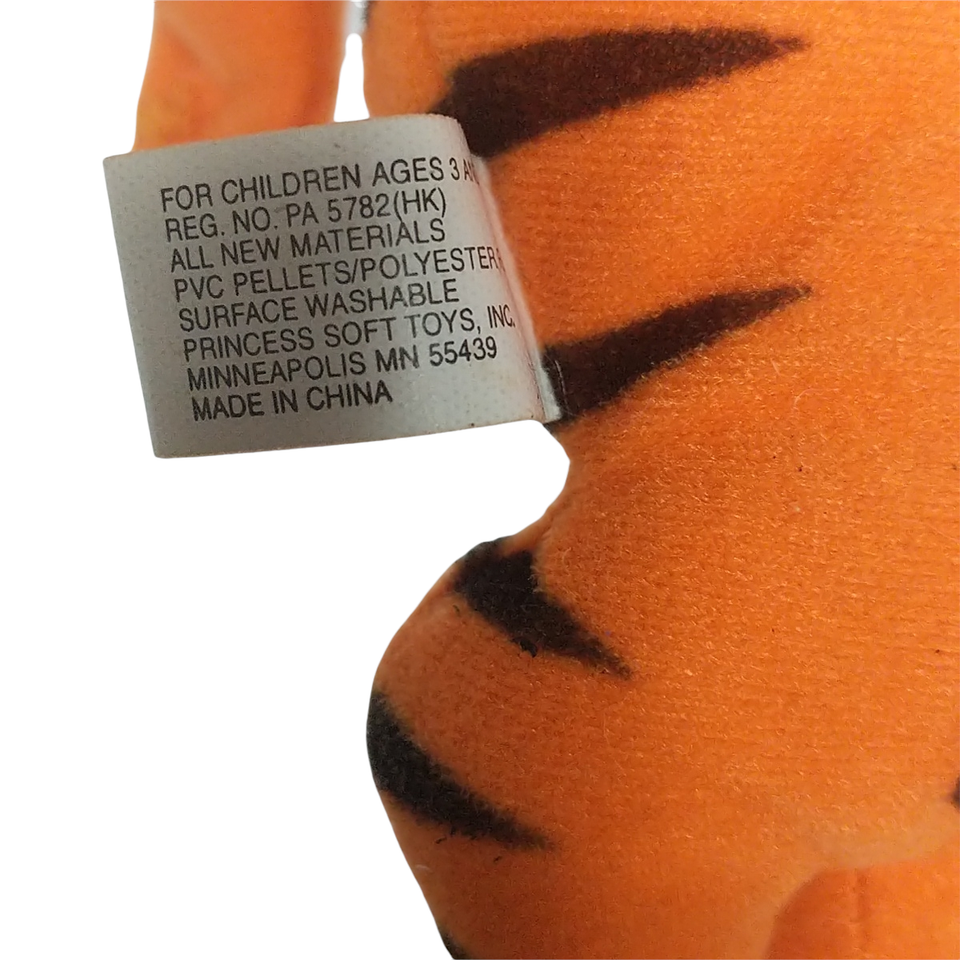 FOR CHILDREN AGES 3
REG. NO. PA 5782(HK)
ALL NEW MATERIALS
PVC PELLETS/POLYESTER
SURFACE WASHABLE
PRINCESS SOFT TOYS, INC.
MINNEAPOLIS MN 55439
MADE IN CHINA